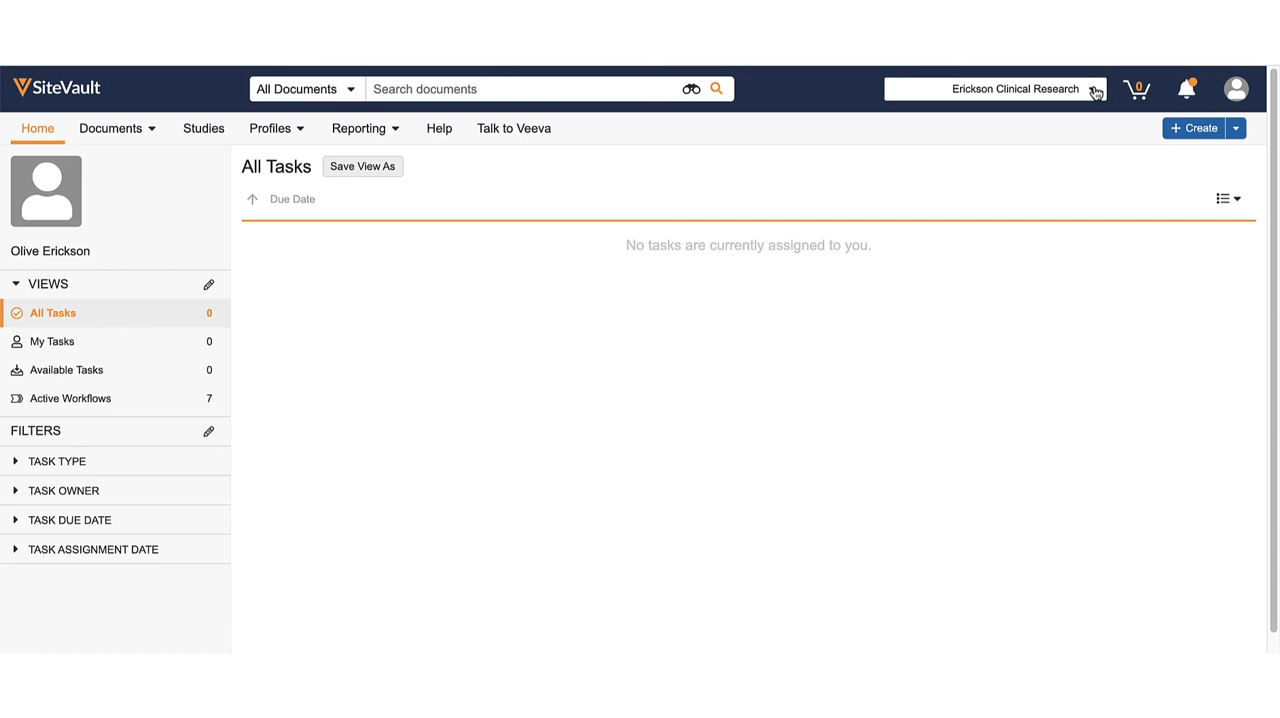 SiteVault
All Documents
Search documents
Erickson Clinical Research
0
Home
Documents
Studies
Profiles
Reporting
Help
Talk to Veeva
+ Create
All Tasks
Save View As
Due Date
No tasks are currently assigned to you.
Olive Erickson
VIEWS
All Tasks 0
My Tasks 0
Available Tasks 0
Active Workflows 7
FILTERS
TASK TYPE
TASK OWNER
TASK DUE DATE
TASK ASSIGNMENT DATE